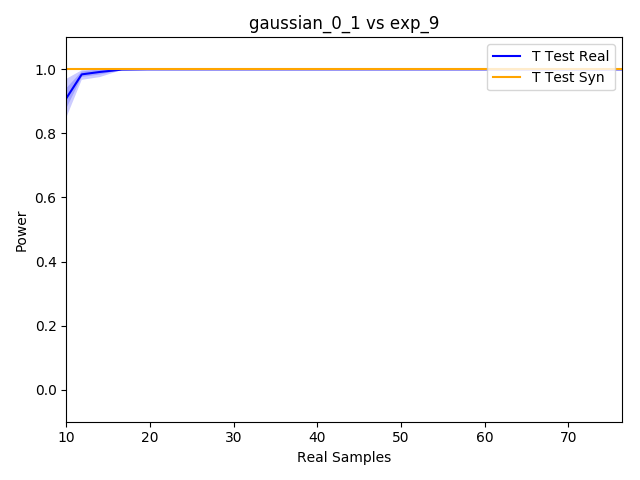 gaussian_0_1 vs exp_9
T Test Real
T Test Syn
1.0
0.8
0.6
0.4
0.2
0.0
Power
10 20 30 40 50 60 70
Real Samples